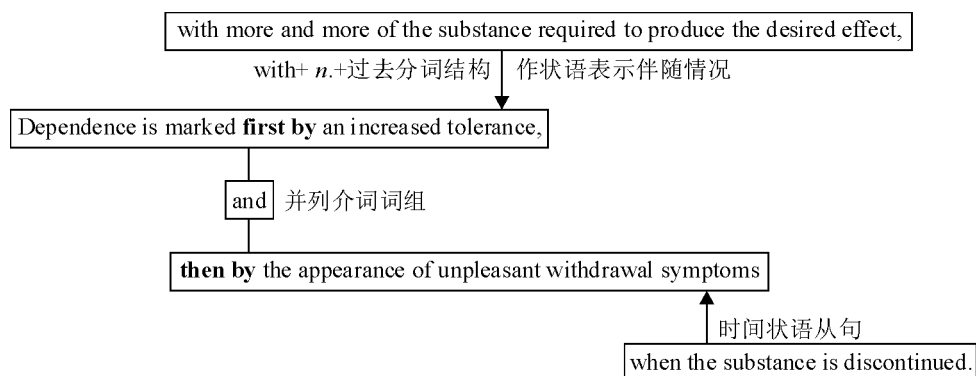 with more and more of the substance required to produce the desired effect,
with+ n.+过去分词结构 作状语表示伴随情况
Dependence is marked first by an increased tolerance,
and 并列介词词组
then by the appearance of unpleasant withdrawal symptoms
时间状语从句
when the substance is discontinued.